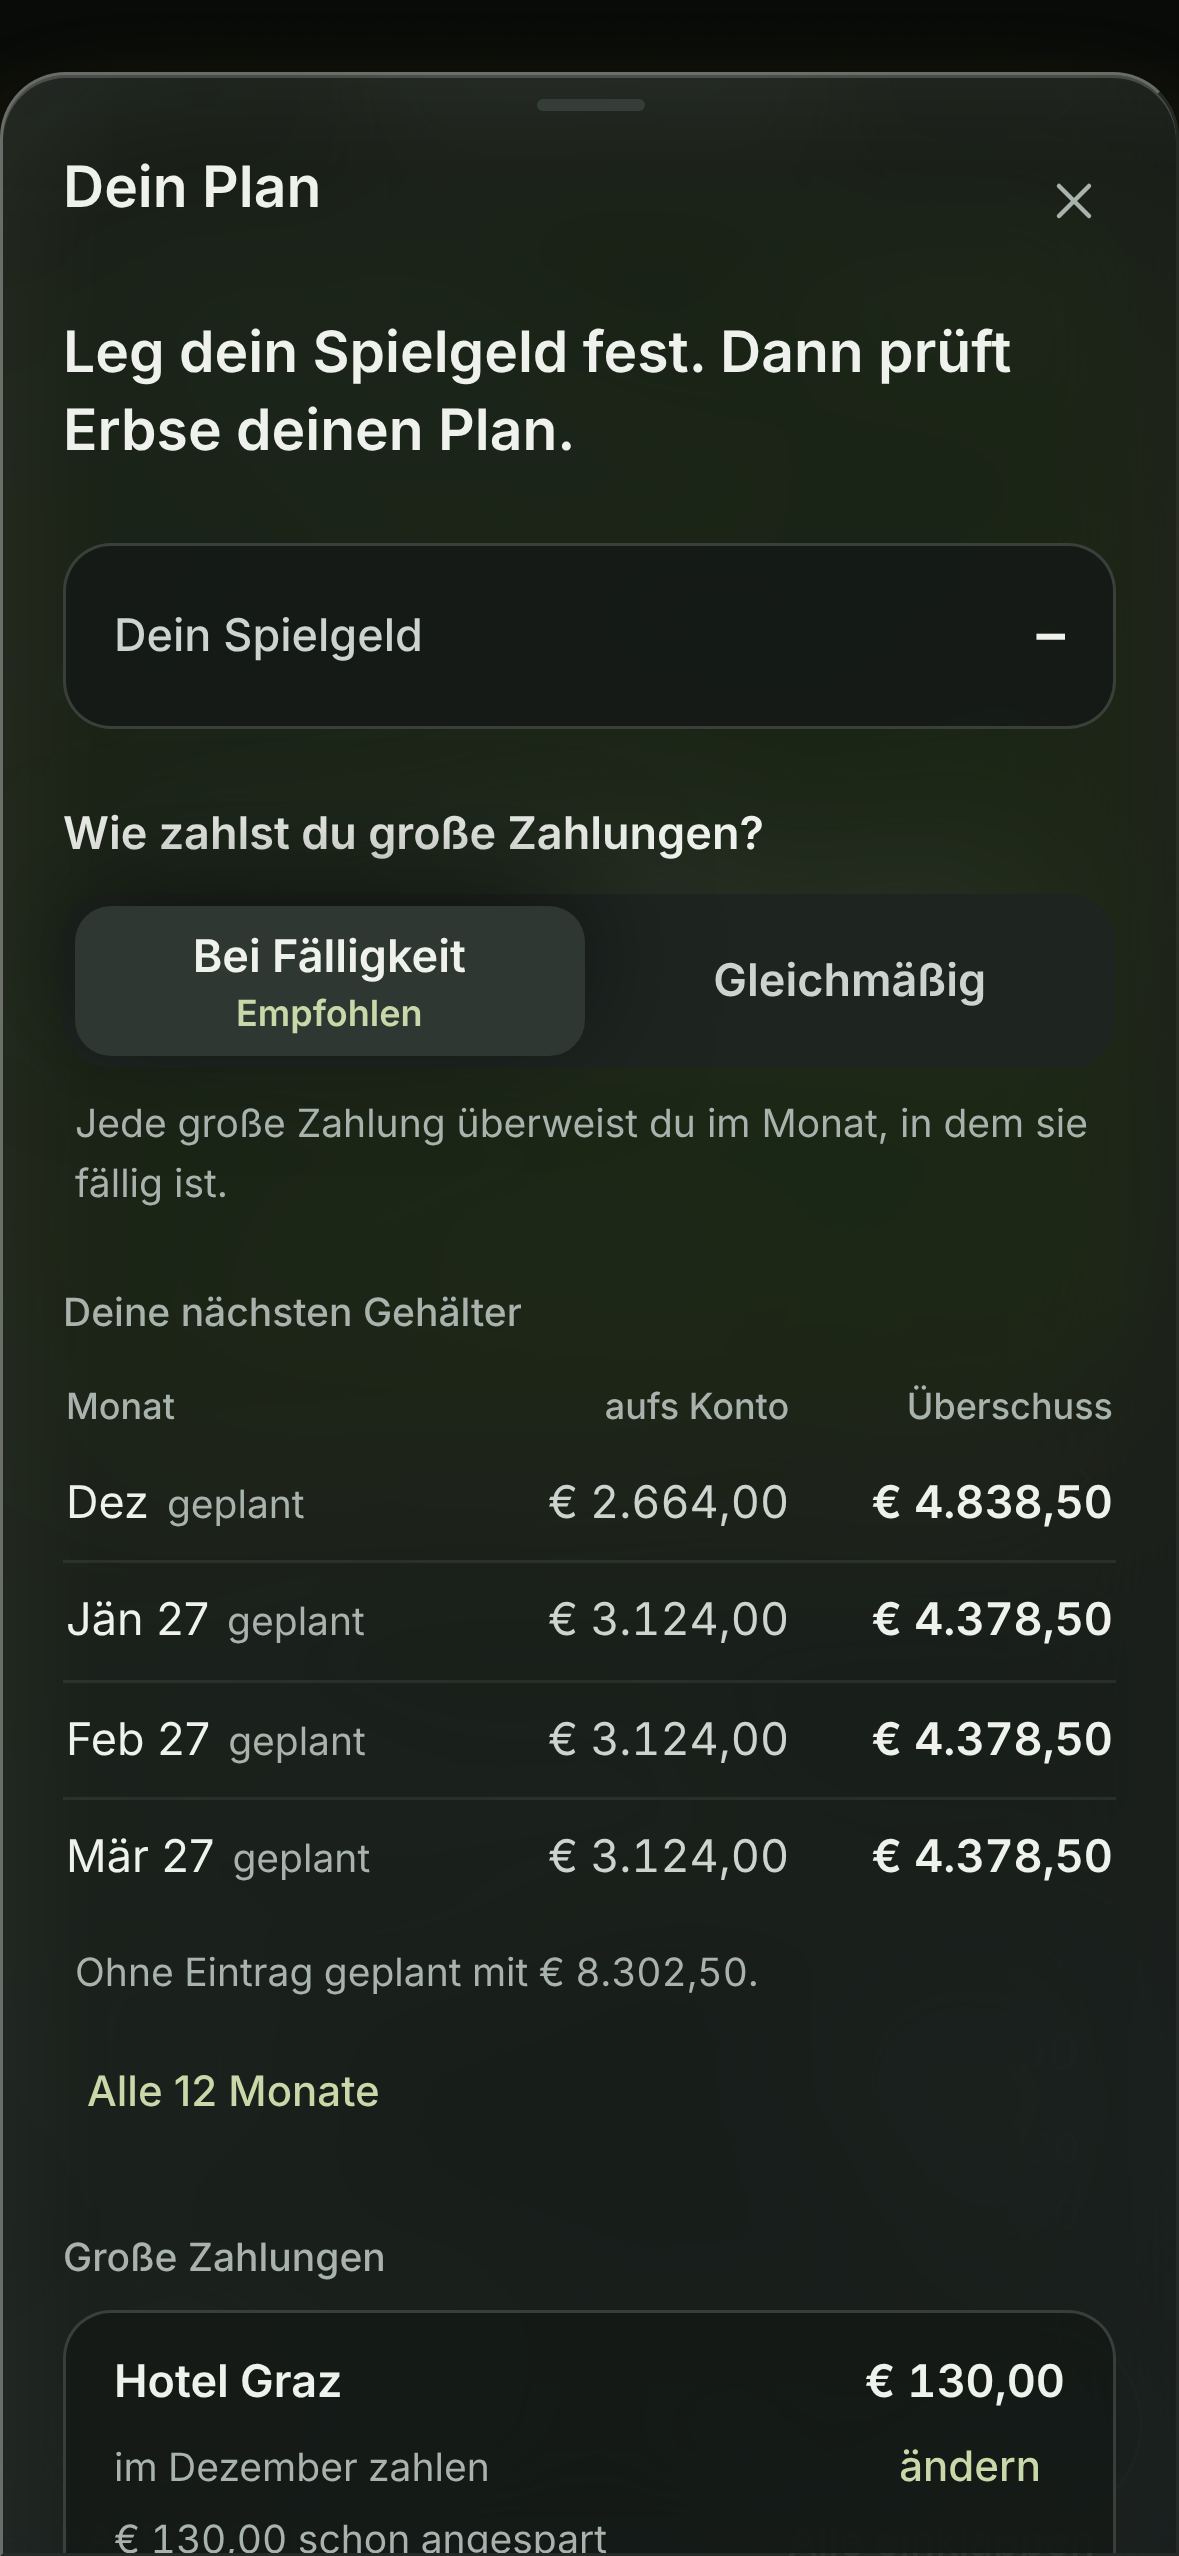 Dein Plan
Leg dein Spielgeld fest. Dann prüft
Erbse deinen Plan.
Dein Spielgeld –
Wie zahlst du große Zahlungen?
Bei Fälligkeit
Empfohlen
Gleichmäßig
Jede große Zahlung überweist du im Monat, in dem sie
fällig ist.
Deine nächsten Gehälter
Monat aufs Konto Überschuss
Dez geplant € 2.664,00 € 4.838,50
Jän 27 geplant € 3.124,00 € 4.378,50
Feb 27 geplant € 3.124,00 € 4.378,50
Mär 27 geplant € 3.124,00 € 4.378,50
Ohne Eintrag geplant mit € 8.302,50.
Alle 12 Monate
Große Zahlungen
Hotel Graz € 130,00
im Dezember zahlen ändern
€ 130,00 schon angespart